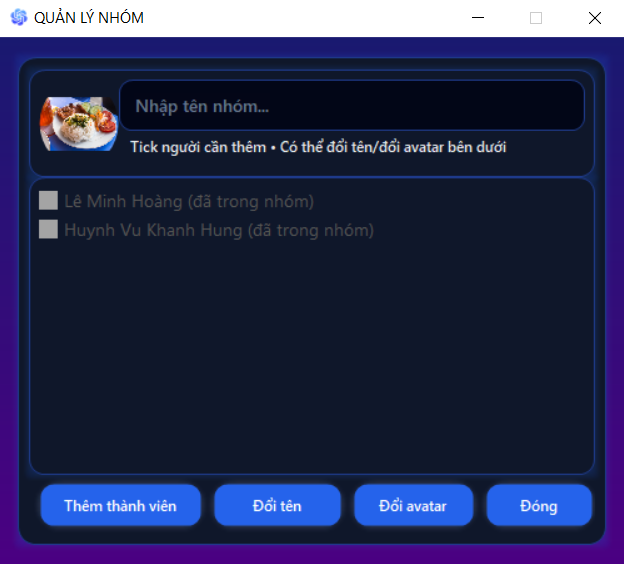 QUẢN LÝ NHÓM
Nhập tên nhóm...
Tick người cần thêm • Có thể đổi tên/đổi avatar bên dưới
Lê Minh Hoàng (đã trong nhóm)
Huynh Vu Khanh Hung (đã trong nhóm)
Thêm thành viên
Đổi tên
Đổi avatar
Đóng